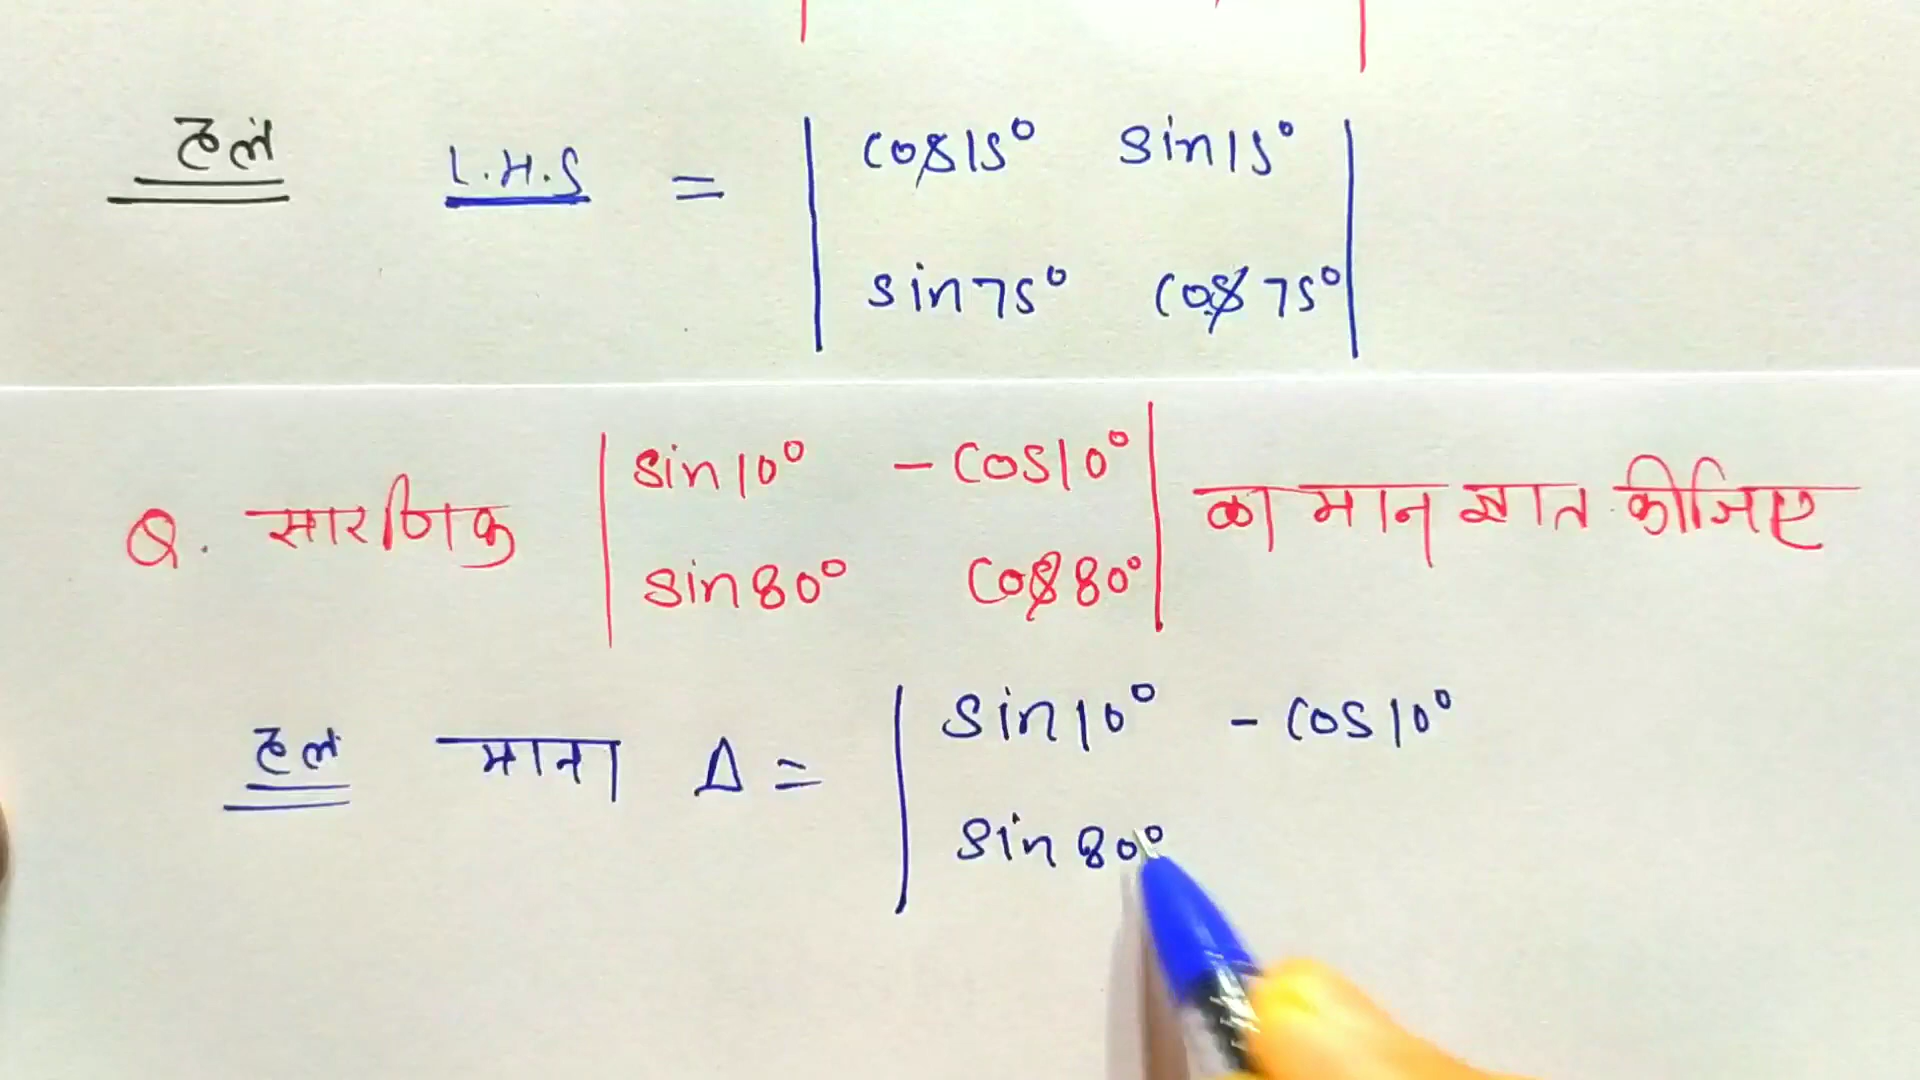 हल L.H.S = | cos15° sin15° |
| sin75° cos75° |
Q. सारणिक | sin10° - cos10° | का मान ज्ञात कीजिए
| sin80° cos80° |
हल माना Δ = | sin10° - cos10°
| sin80°